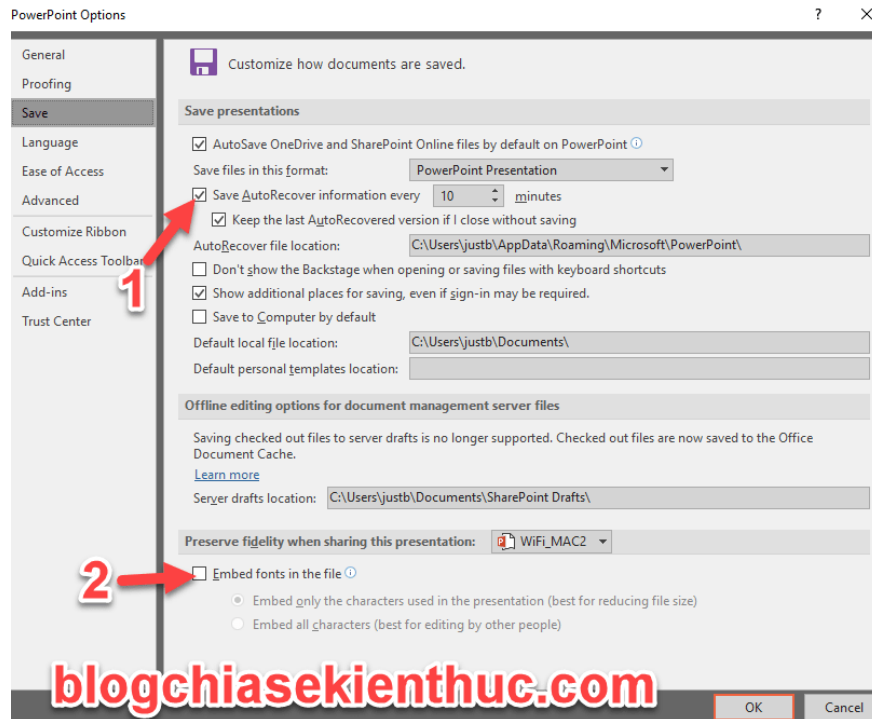 PowerPoint Options
General
Proofing
Save
Language
Ease of Access
Advanced
Customize Ribbon
Quick Access Toolbar
Add-ins
Trust Center
Customize how documents are saved.
Save presentations
AutoSave OneDrive and SharePoint Online files by default on PowerPoint
Save files in this format: PowerPoint Presentation
Save AutoRecover information every 10 minutes
Keep the last AutoRecovered version if I close without saving
AutoRecover file location: C:\Users\justb\AppData\Roaming\Microsoft\PowerPoint\
Don't show the Backstage when opening or saving files with keyboard shortcuts
Show additional places for saving, even if sign-in may be required.
Save to Computer by default
Default local file location: C:\Users\justb\Documents\
Default personal templates location:
Offline editing options for document management server files
Saving checked out files to server drafts is no longer supported. Checked out files are now saved to the Office
Document Cache.
Learn more
Server drafts location: C:\Users\justb\Documents\SharePoint Drafts\
Preserve fidelity when sharing this presentation: WiFi_MAC2
Embed fonts in the file
Embed only the characters used in the presentation (best for reducing file size)
Embed all characters (best for editing by other people)
1
2
blogchiasekienthuc.com
OK Cancel